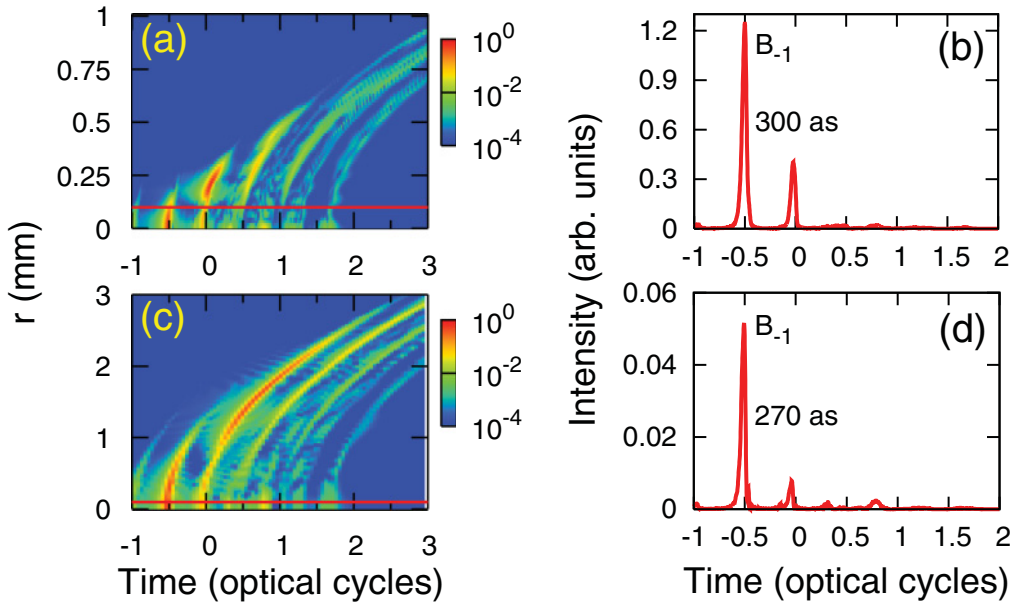 (a)
1
0.75
0.5
0.25
0
-1 0 1 2 3
10^0
10^-2
10^-4
(b)
B_-1
300 as
1.2
0.9
0.6
0.3
0
-1 -0.5 0 0.5 1 1.5 2
r (mm)
Intensity (arb. units)
(c)
3
2
1
0
-1 0 1 2 3
Time (optical cycles)
10^0
10^-2
10^-4
(d)
B_-1
270 as
0.06
0.04
0.02
0
-1 -0.5 0 0.5 1 1.5 2
Time (optical cycles)